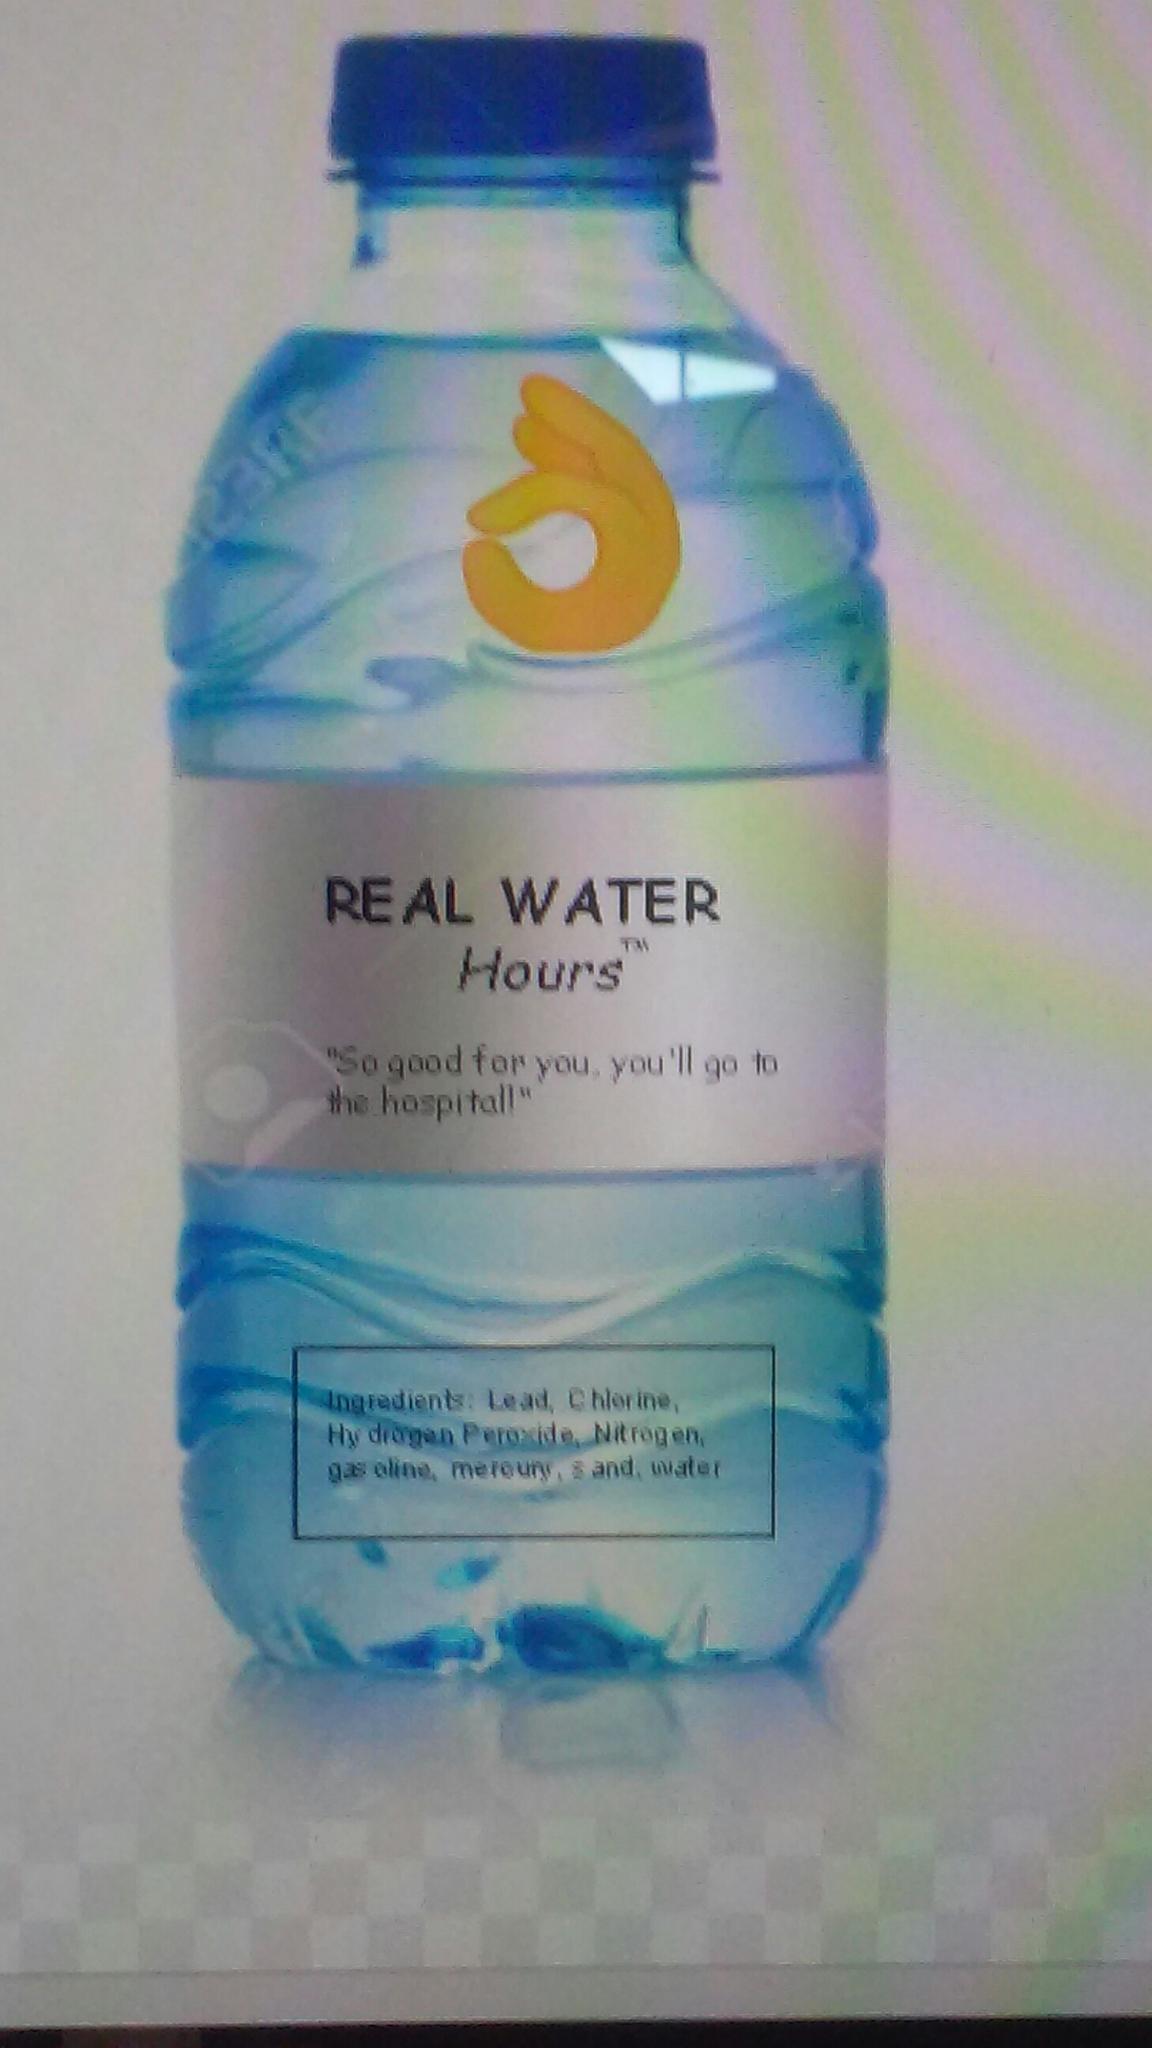 REAL WATER
Hours™
"So good for you, you'll go to
the hospital!"
Ingredients: Lead, Chlorine,
Hydrogen Peroxide, Nitrogen,
gasoline, mercury, sand, water